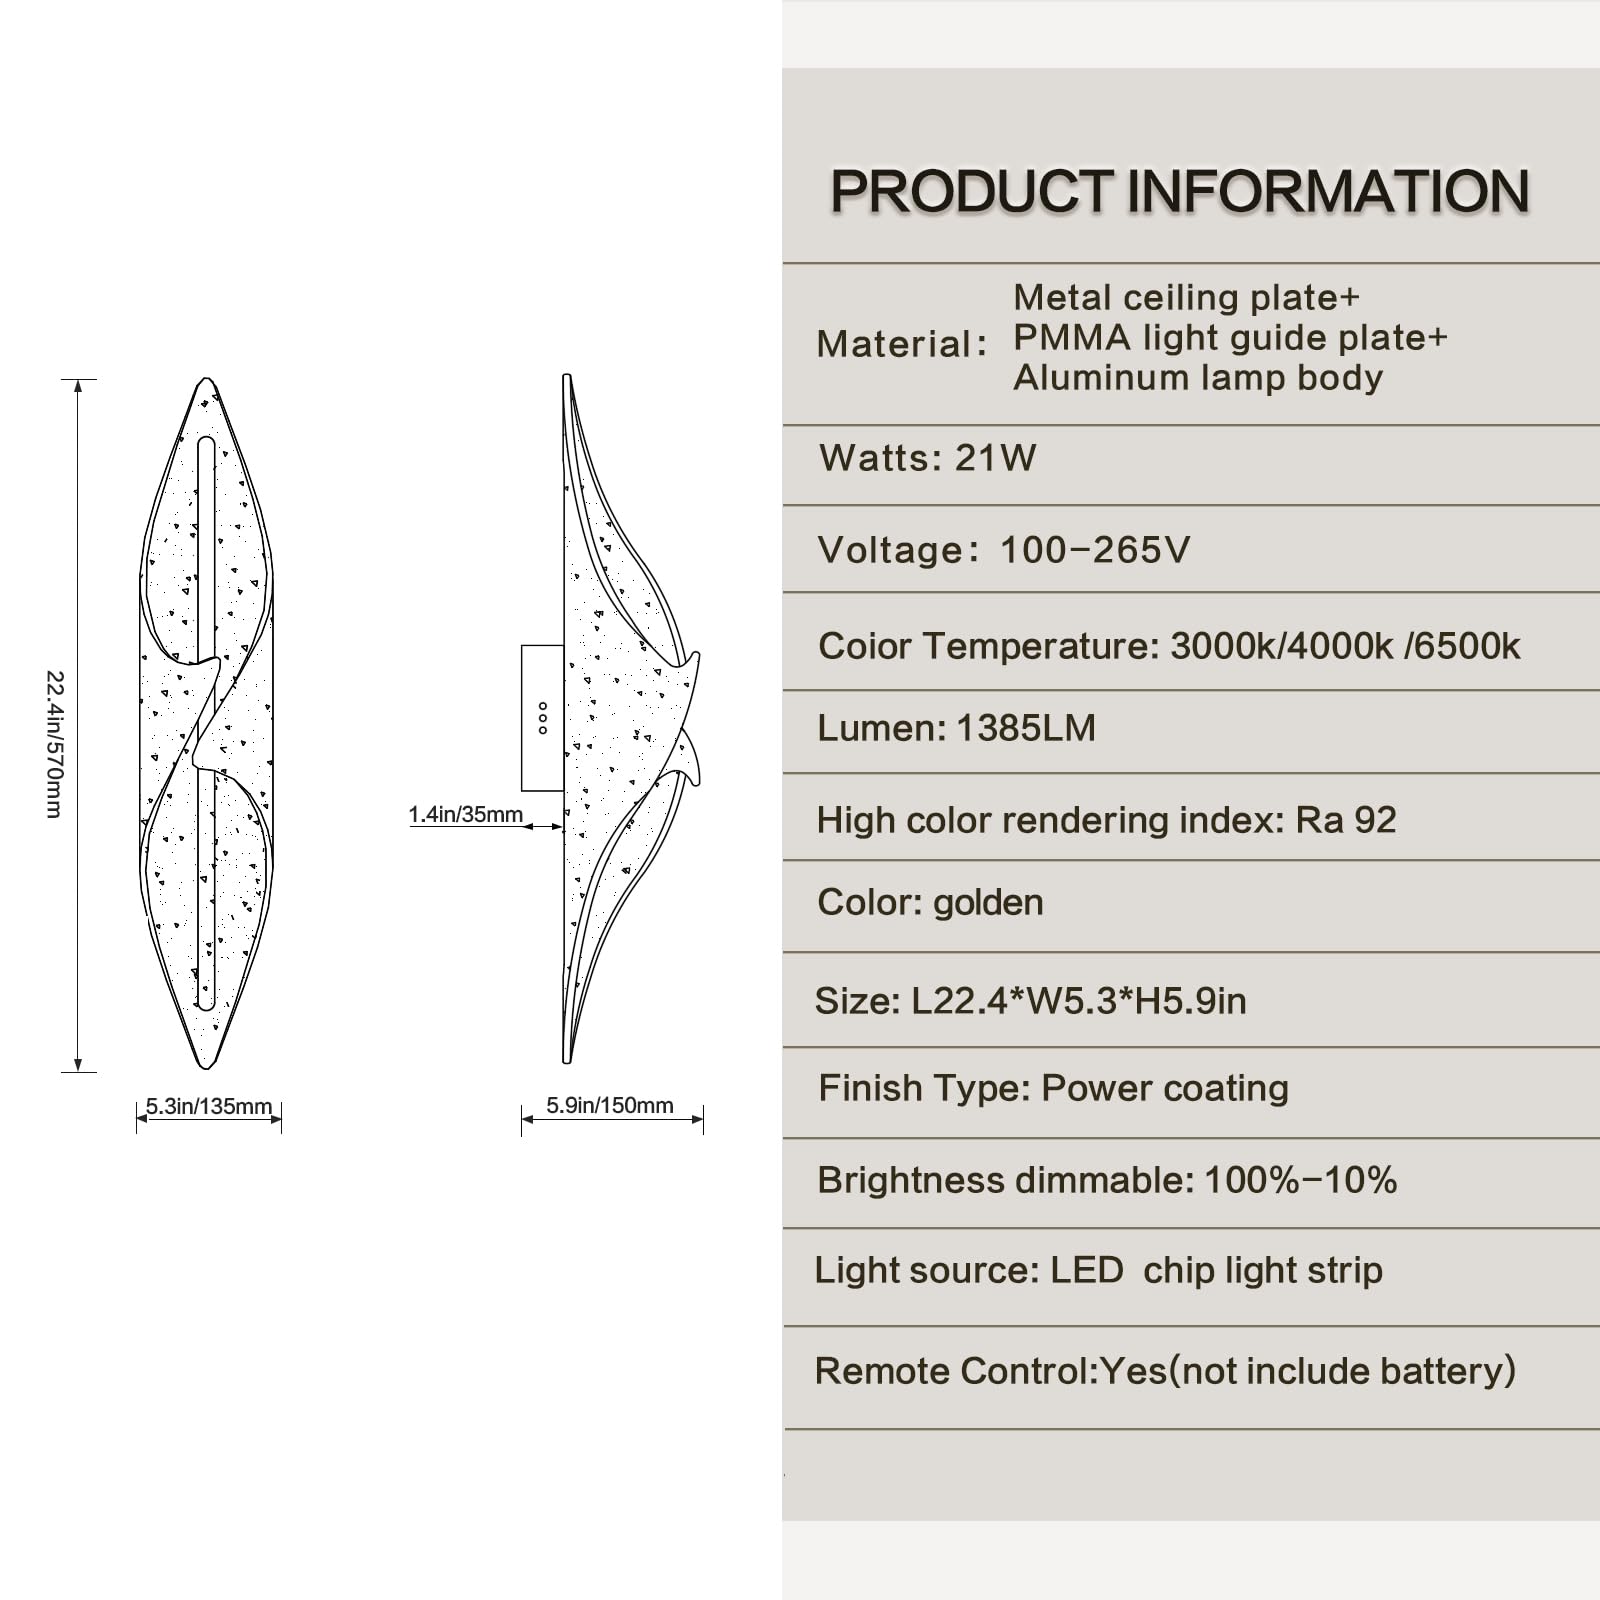 22.4in/570mm
5.3in/135mm
1.4in/35mm
5.9in/150mm
PRODUCT INFORMATION
Material:
Metal ceiling plate+
PMMA light guide plate+
Aluminum lamp body
Watts: 21W
Voltage: 100-265V
Coior Temperature: 3000k/4000k /6500k
Lumen: 1385LM
High color rendering index: Ra 92
Color: golden
Size: L22.4*W5.3*H5.9in
Finish Type: Power coating
Brightness dimmable: 100%-10%
Light source: LED chip light strip
Remote Control:Yes(not include battery)